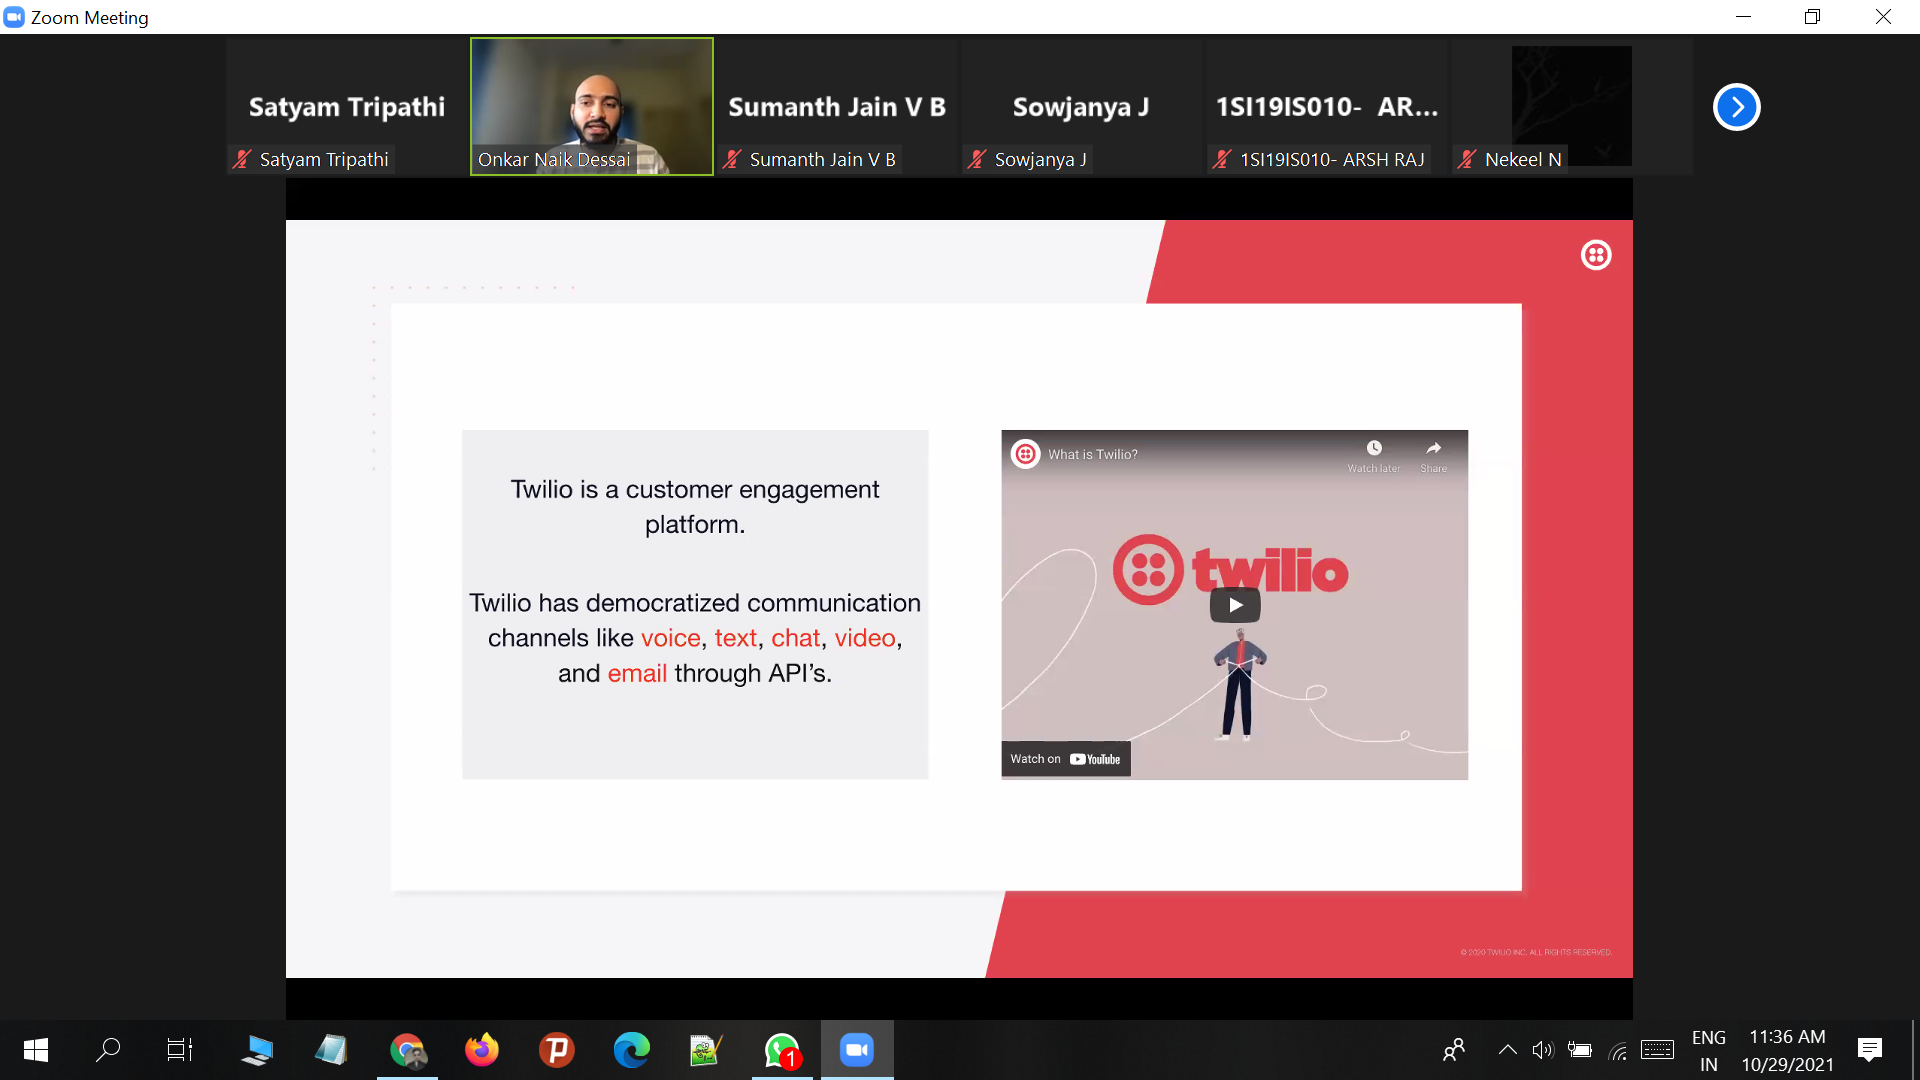 Zoom Meeting
Satyam Tripathi
Satyam Tripathi
Onkar Naik Dessai
Sumanth Jain V B
Sumanth Jain V B
Sowjanya J
Sowjanya J
1SI19IS010- AR...
1SI19IS010- ARSH RAJ
Nekeel N
Twilio is a customer engagement
platform.
Twilio has democratized communication
channels like voice, text, chat, video,
and email through API's.
What is Twilio?
Watch later
Share
twilio
Watch on YouTube
© 2020 TWILIO INC. ALL RIGHTS RESERVED.
1
ENG
IN
11:36 AM
10/29/2021